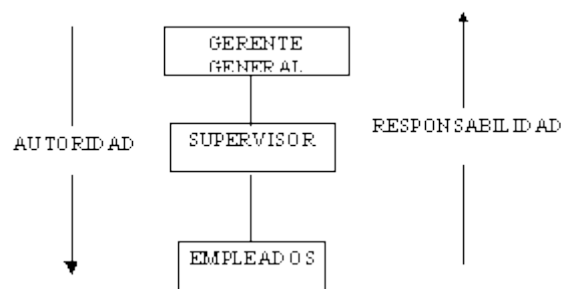 GERENTE
GENERAL
AUTORIDAD
SUPERVISOR
RESPONSABILIDAD
EMPLEADOS